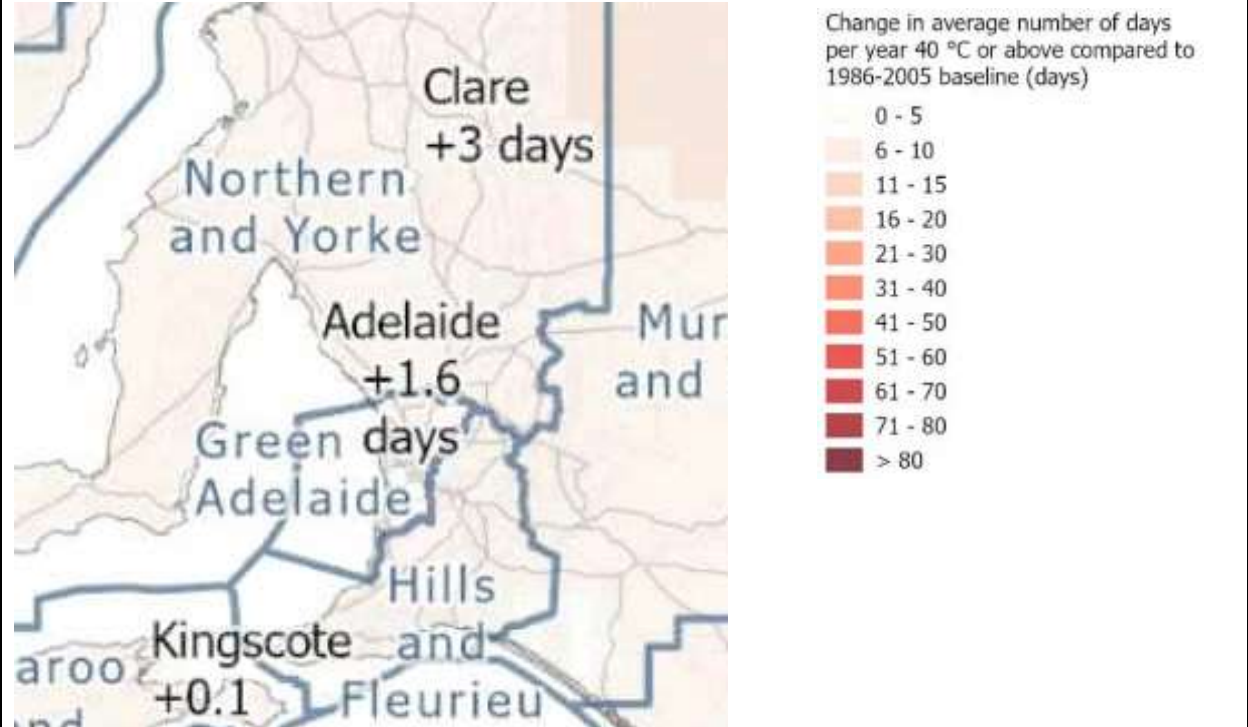 Clare
+3 days
Northern
and Yorke
Adelaide
+1.6
days
Mur
and
Green
Adelaide
Hills
and
Fleurieu
Kingscote
+0.1
aroo
nd
Change in average number of days
per year 40 °C or above compared to
1986-2005 baseline (days)
0 - 5
6 - 10
11 - 15
16 - 20
21 - 30
31 - 40
41 - 50
51 - 60
61 - 70
71 - 80
> 80